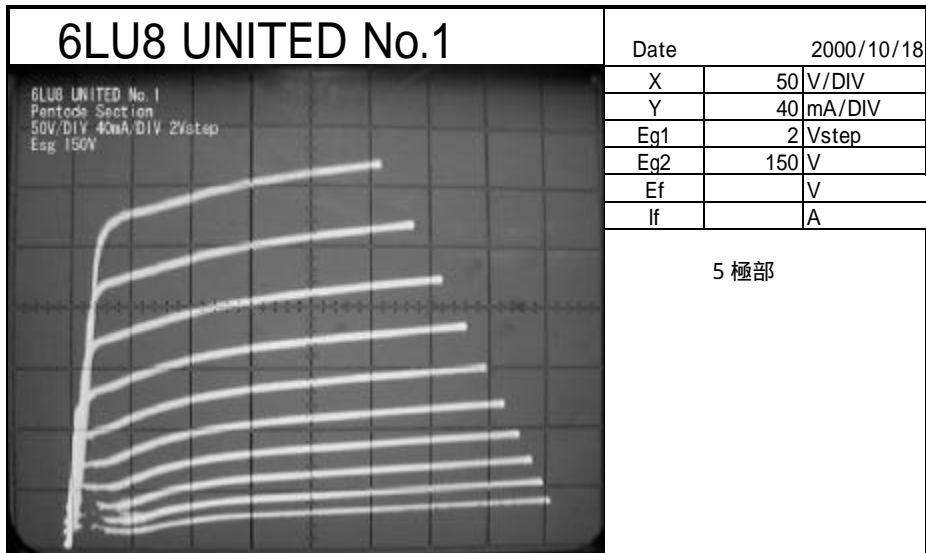 6LU8 UNITED No.1
Date 2000/10/18
6LU8 UNITED No.1
Pentode Section
50V/DIV 40mA/DIV 2Vstep
Esg 150V
X 50 V/DIV
Y 40 mA/DIV
Eg1 2 Vstep
Eg2 150 V
Ef V
If A
5極部